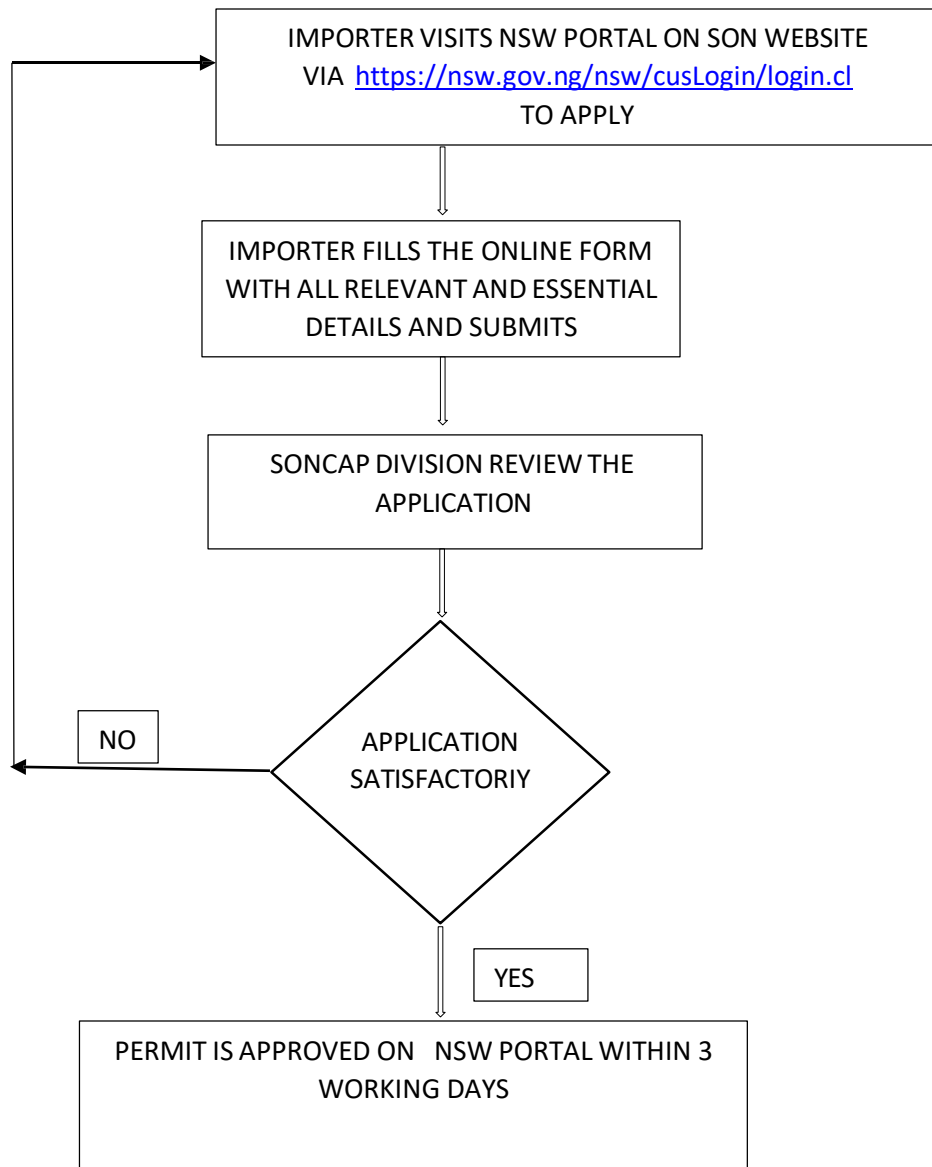 IMPORTER VISITS NSW PORTAL ON SON WEBSITE
VIA https://nsw.gov.ng/nsw/cusLogin/login.cl
TO APPLY
IMPORTER FILLS THE ONLINE FORM
WITH ALL RELEVANT AND ESSENTIAL
DETAILS AND SUBMITS
SONCAP DIVISION REVIEW THE
APPLICATION
NO
APPLICATION
SATISFACTORIY
YES
PERMIT IS APPROVED ON NSW PORTAL WITHIN 3
WORKING DAYS